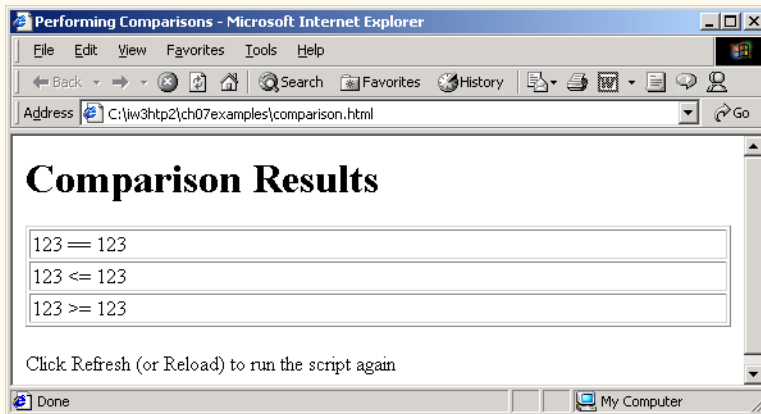 Performing Comparisons - Microsoft Internet Explorer
File Edit View Favorites Tools Help
Back Search Favorites History
Address C:\iw3htp2\ch07examples\comparison.html Go
Comparison Results
123 == 123
123 <= 123
123 >= 123
Click Refresh (or Reload) to run the script again
Done My Computer